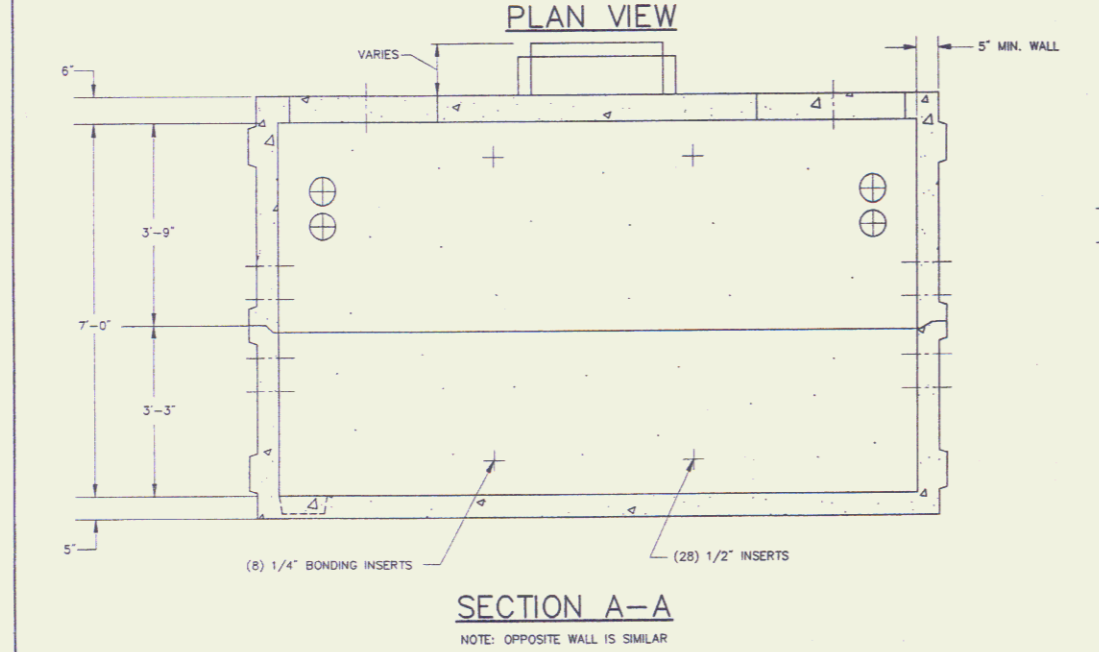 PLAN VIEW
VARIES
5" MIN. WALL
6"
3'-9"
7'-0"
3'-3"
5"
(8) 1/4" BONDING INSERTS
(28) 1/2" INSERTS
SECTION A-A
NOTE: OPPOSITE WALL IS SIMILAR